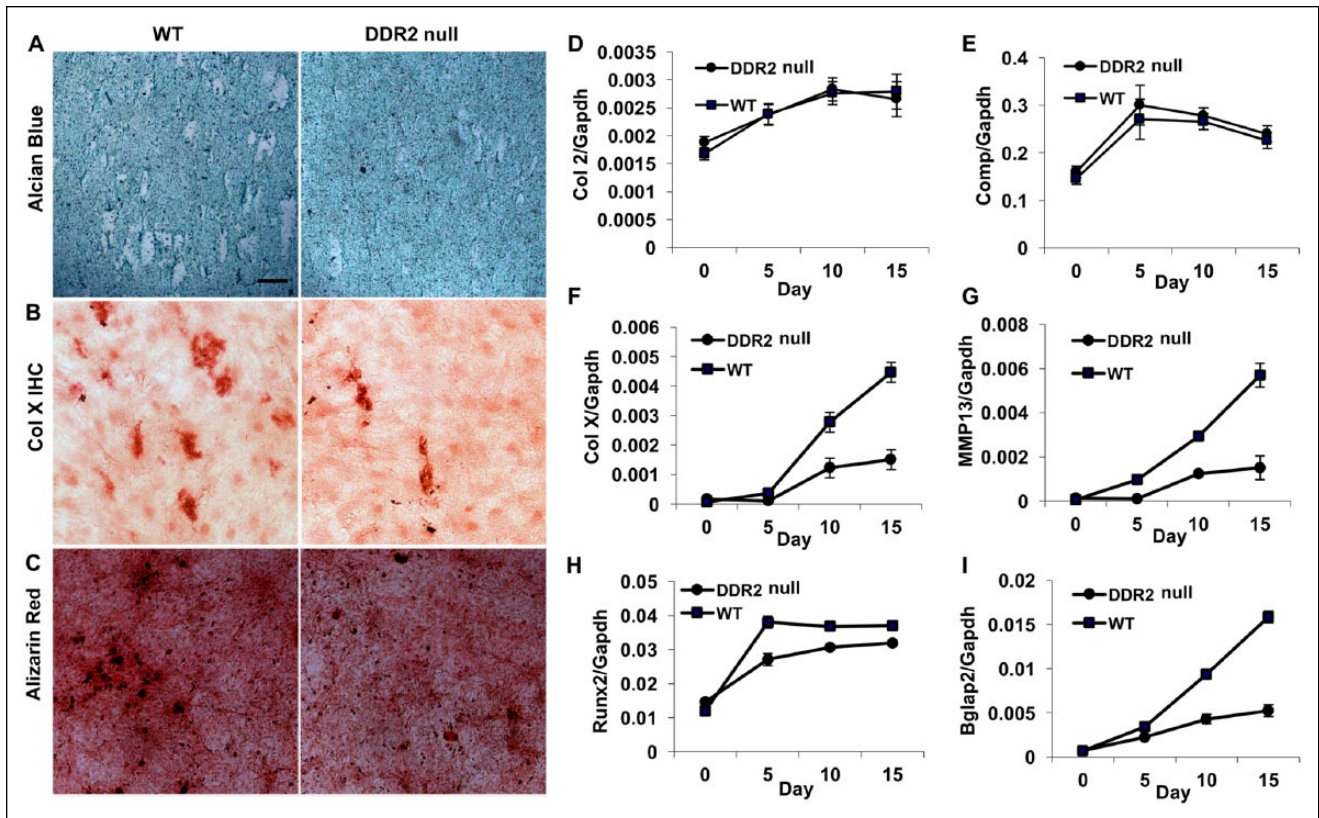 WT
DDR2 null
A
Alcian Blue
B
Col X IHC
C
Alizarin Red
D
DDR2 null
WT
Col 2/Gapdh
0.0035
0.003
0.0025
0.002
0.0015
0.001
0.0005
0
0 5 10 15
Day
E
DDR2 null
WT
Comp/Gapdh
0.4
0.3
0.2
0.1
0
0 5 10 15
Day
F
DDR2 null
WT
Col X/Gapdh
0.006
0.005
0.004
0.003
0.002
0.001
0
0 5 10 15
Day
G
DDR2 null
WT
MMP13/Gapdh
0.008
0.006
0.004
0.002
0
0 5 10 15
Day
H
DDR2 null
WT
Runx2/Gapdh
0.05
0.04
0.03
0.02
0.01
0
0 5 10 15
Day
I
DDR2 null
WT
Bglap2/Gapdh
0.02
0.015
0.01
0.005
0
0 5 10 15
Day